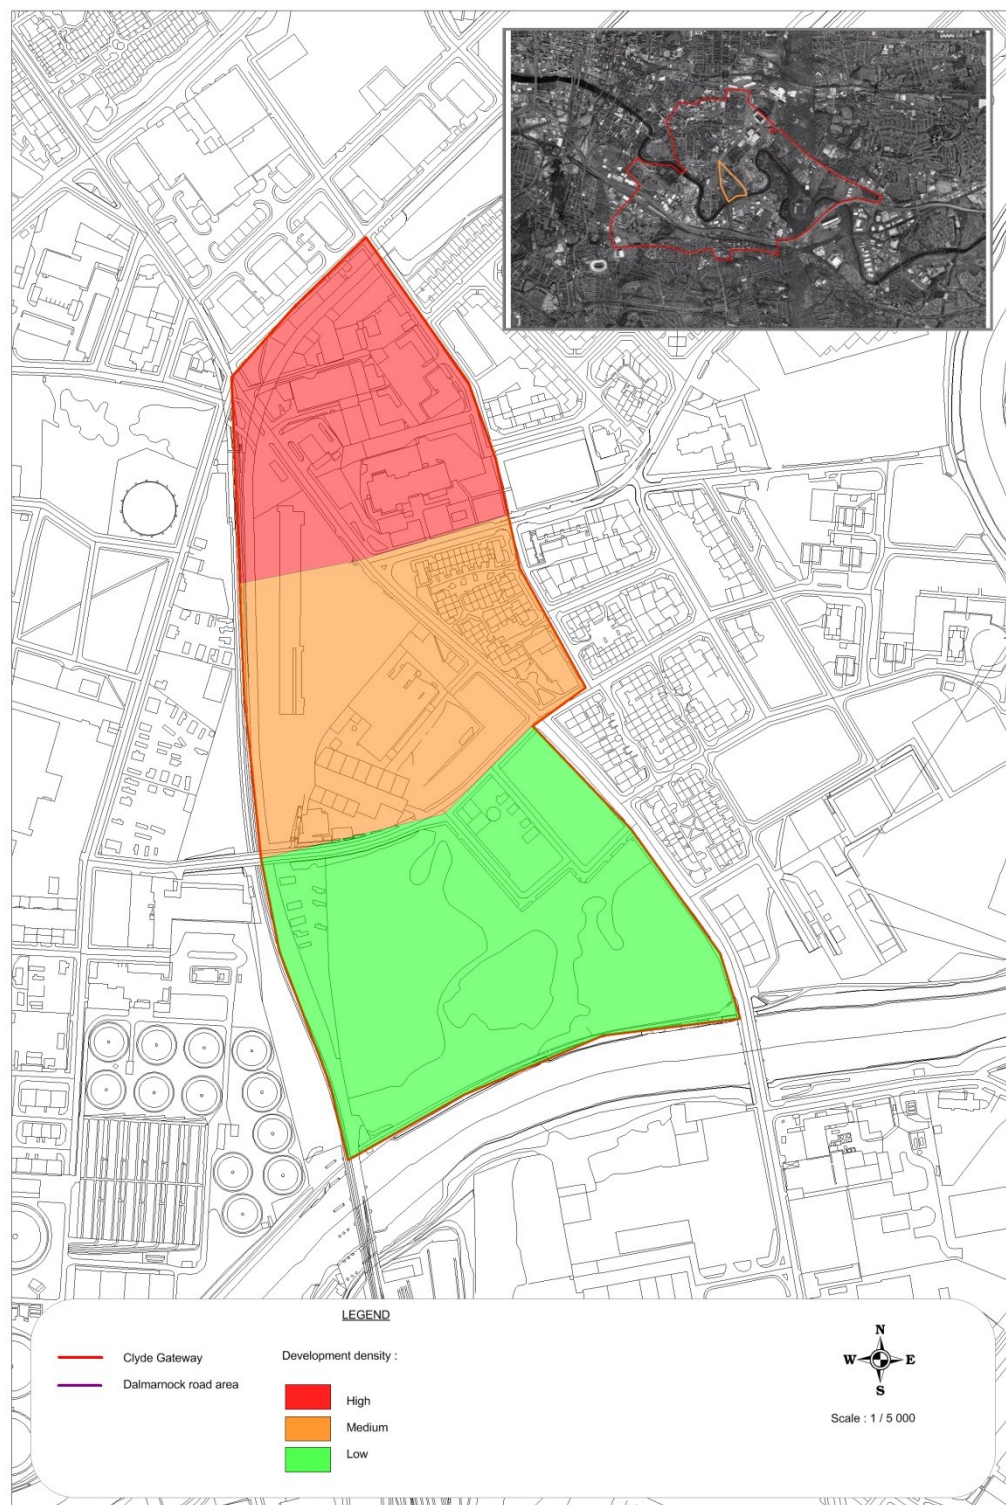 LEGEND
Clyde Gateway
Dalmarnock road area
Development density :
High
Medium
Low
N
W E
S
Scale : 1 / 5 000